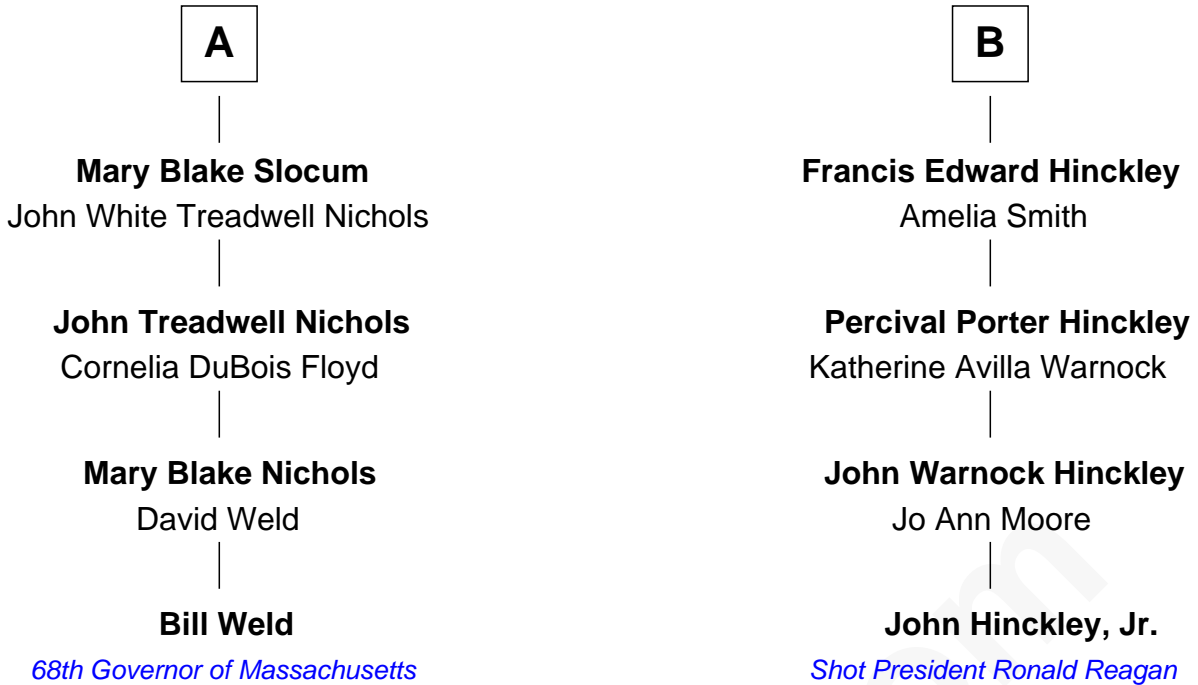 A
Mary Blake Slocum
John White Treadwell Nichols
John Treadwell Nichols
Cornelia DuBois Floyd
Mary Blake Nichols
David Weld
Bill Weld
68th Governor of Massachusetts
B
Francis Edward Hinckley
Amelia Smith
Percival Porter Hinckley
Katherine Avilla Warnock
John Warnock Hinckley
Jo Ann Moore
John Hinckley, Jr.
Shot President Ronald Reagan